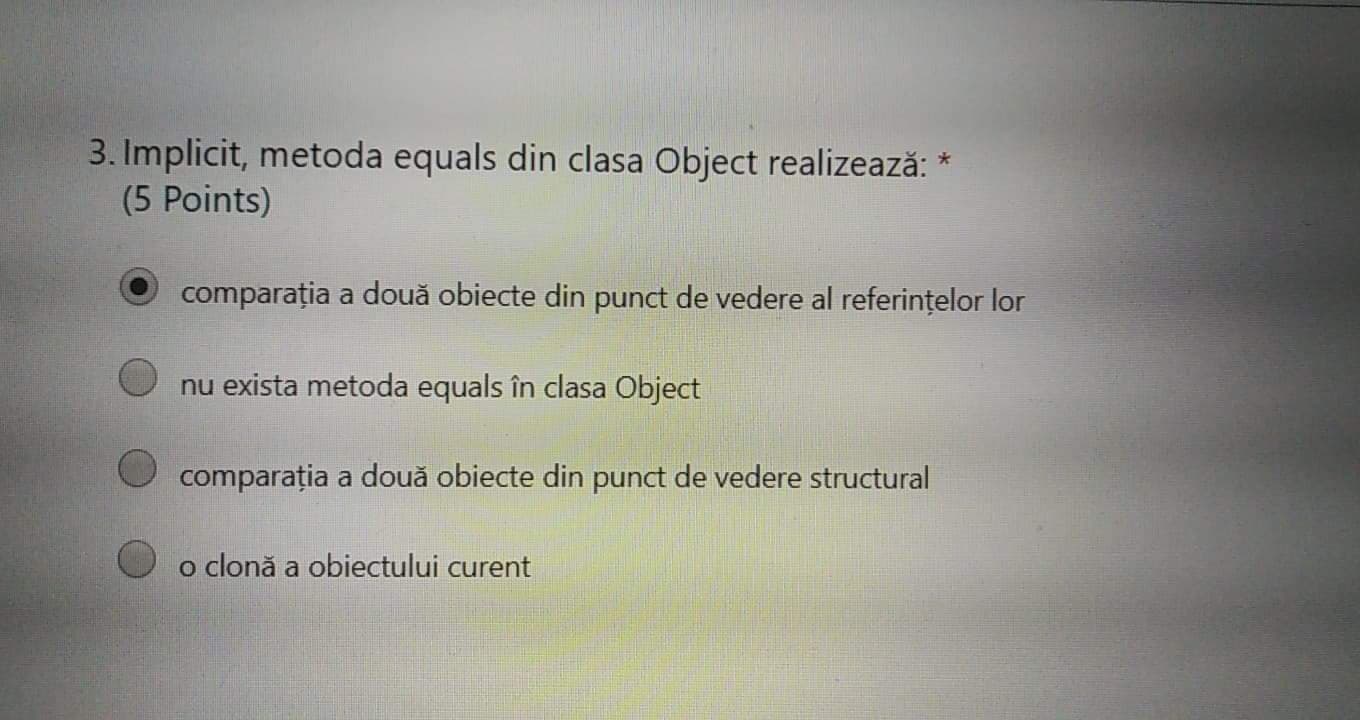 3. Implicit, metoda equals din clasa Object realizează: *
(5 Points)
comparația a două obiecte din punct de vedere al referințelor lor
nu exista metoda equals în clasa Object
comparația a două obiecte din punct de vedere structural
o clonă a obiectului curent